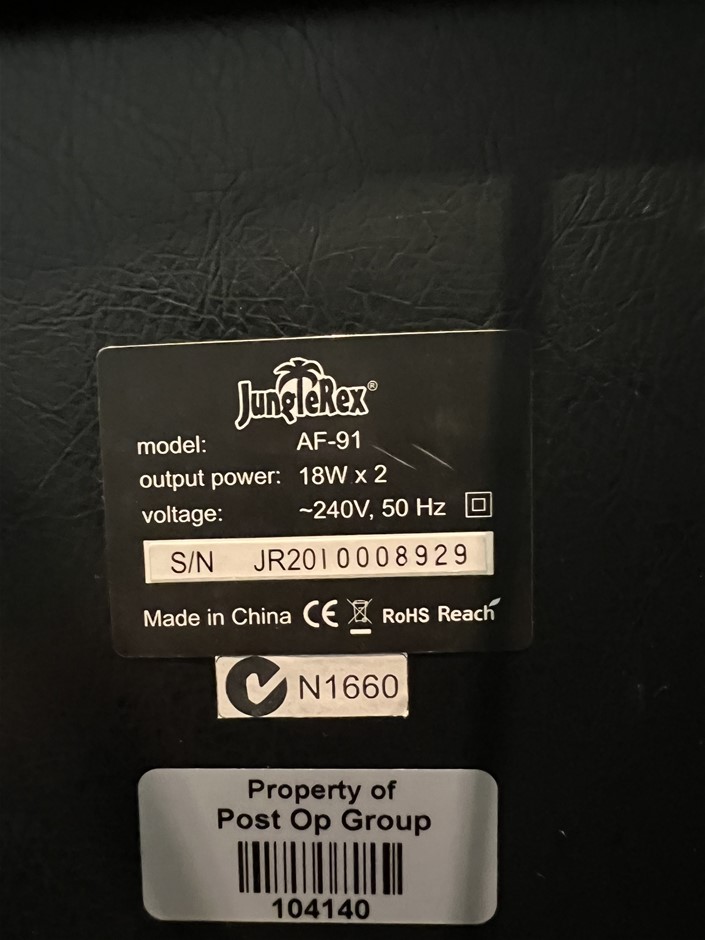 JungleRex®
model: AF-91
output power: 18W x 2
voltage: ~240V, 50 Hz
S/N JR2010008929
Made in China CE RoHS Reach
N1660
Property of
Post Op Group
104140